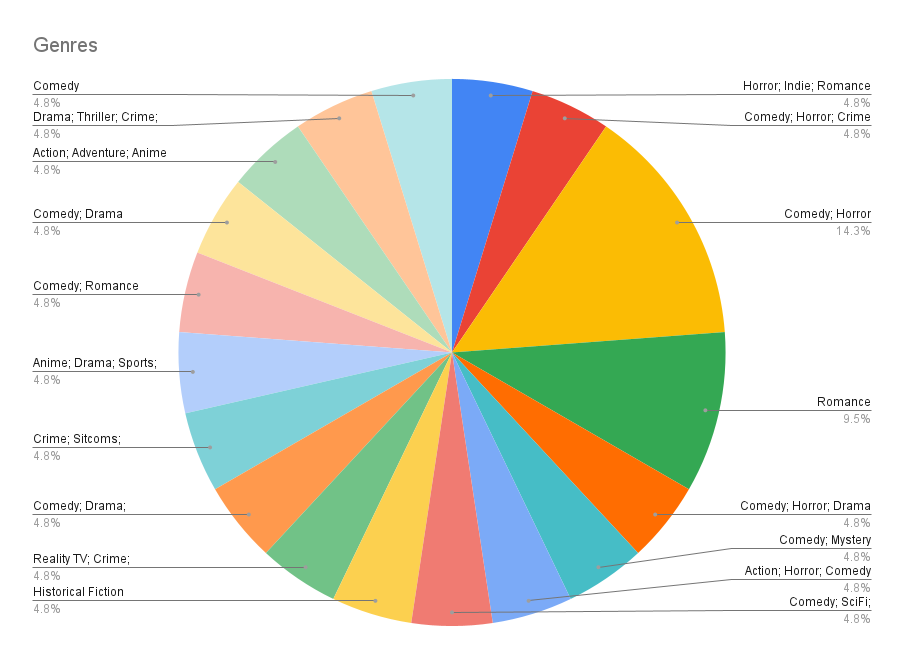 Genres
Comedy
4.8%
Drama; Thriller; Crime;
4.8%
Action; Adventure; Anime
4.8%
Comedy; Drama
4.8%
Comedy; Romance
4.8%
Anime; Drama; Sports;
4.8%
Crime; Sitcoms;
4.8%
Comedy; Drama;
4.8%
Reality TV; Crime;
4.8%
Historical Fiction
4.8%
Horror; Indie; Romance
4.8%
Comedy; Horror; Crime
4.8%
Comedy; Horror
14.3%
Romance
9.5%
Comedy; Horror; Drama
4.8%
Comedy; Mystery
4.8%
Action; Horror; Comedy
4.8%
Comedy; SciFi;
4.8%